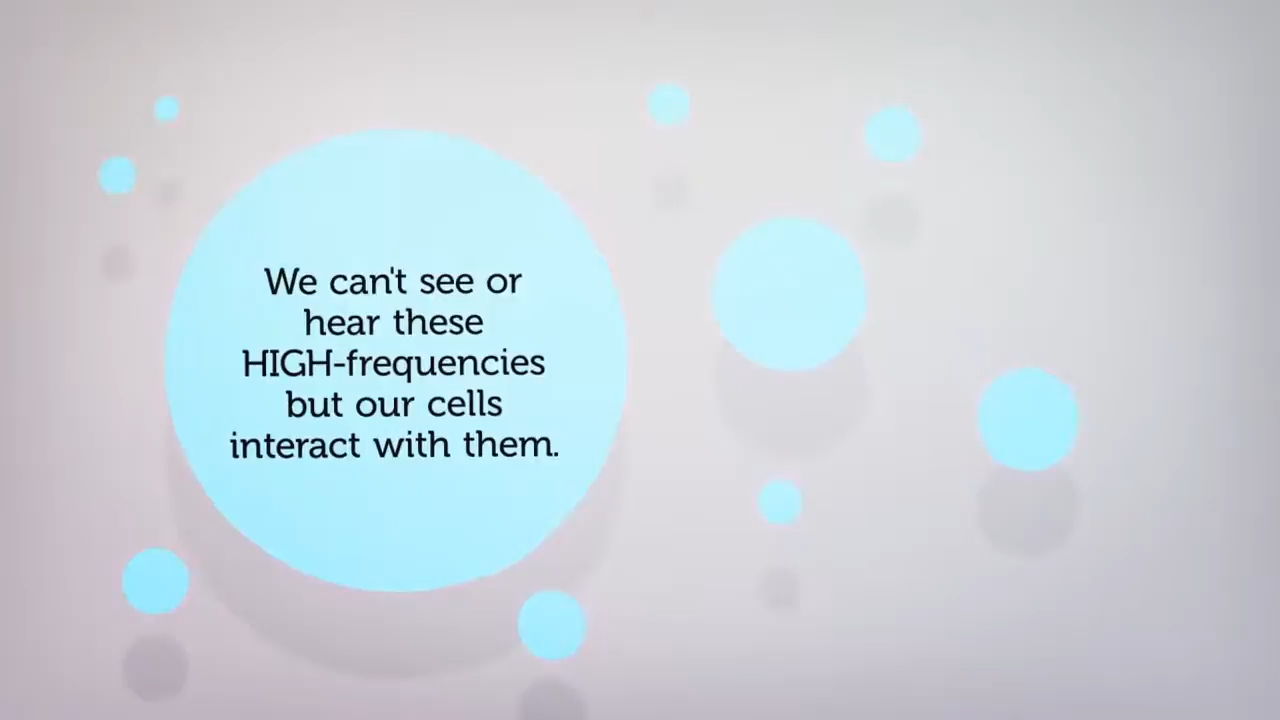 We can't see or
hear these
HIGH-frequencies
but our cells
interact with them.